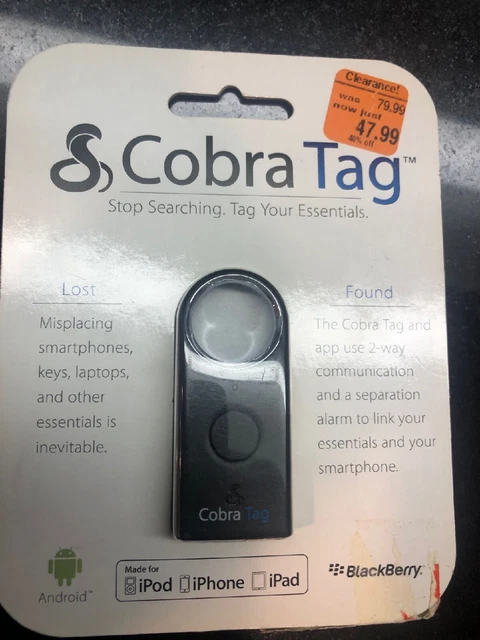 Clearance!
was 79.99
now just
47.99
40% off
Cobra Tag™
Stop Searching. Tag Your Essentials.
Lost
Misplacing
smartphones,
keys, laptops,
and other
essentials is
inevitable.
Found
The Cobra Tag and
app use 2-way
communication
and a separation
alarm to link your
essentials and your
smartphone.
Cobra Tag
Android™
Made for
iPod iPhone iPad
BlackBerry